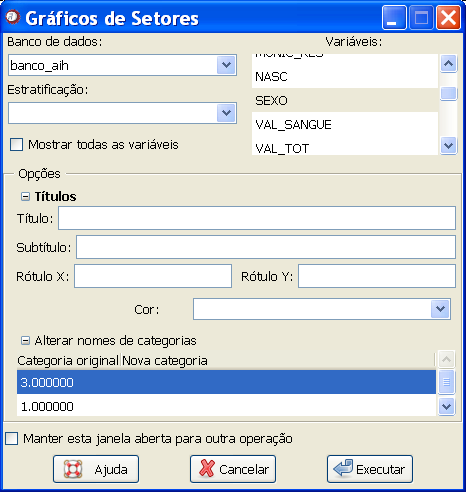 Gráficos de Setores
Banco de dados:
Variáveis:
banco_aih
MUNIC_RES
NASC
Estratificação:
SEXO
VAL_SANGUE
Mostrar todas as variáveis
VAL_TOT
Opções
Títulos
Título:
Subtítulo:
Rótulo X:
Rótulo Y:
Cor:
Alterar nomes de categorias
Categoria original Nova categoria
3.000000
1.000000
Manter esta janela aberta para outra operação
Ajuda
Cancelar
Executar